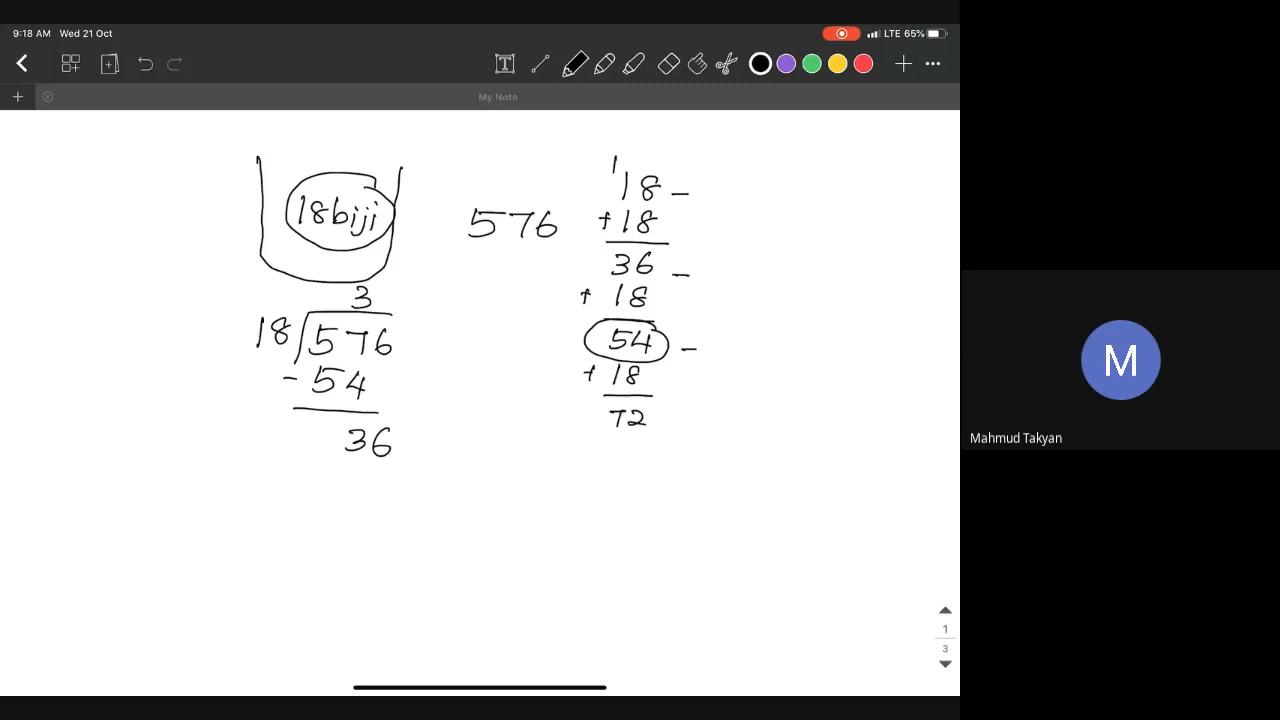 9:18 AM Wed 21 Oct
LTE 65%
T
My Note
18biji
576
1
18 –
+18
36 –
+ 18
54 –
+ 18
72
3
18 576
- 54
36
M
Mahmud Takyan
1
3